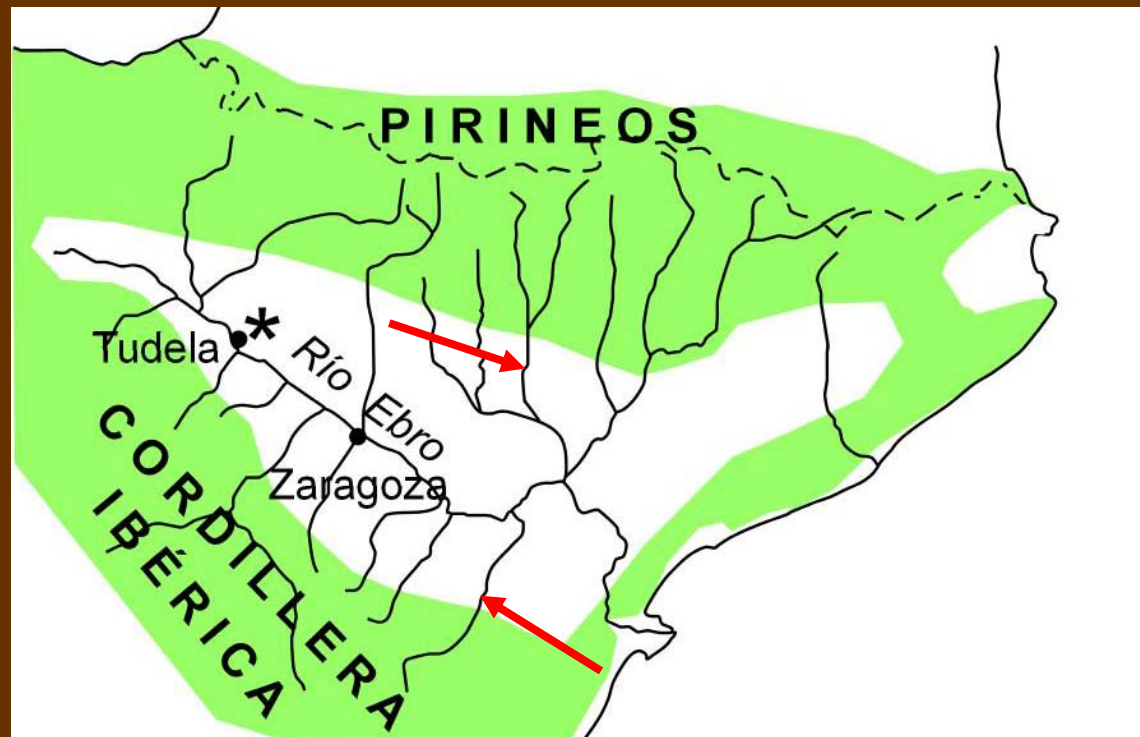 PIRINEOS
Tudela
*
Río Ebro
Zaragoza
CORDILLERA
IBÉRICA